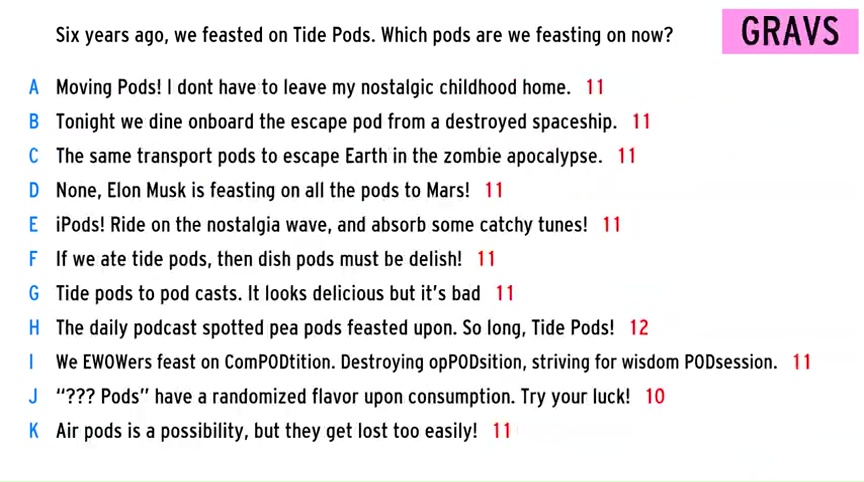 Six years ago, we feasted on Tide Pods. Which pods are we feasting on now?
GRAVS
A Moving Pods! I dont have to leave my nostalgic childhood home. 11
B Tonight we dine onboard the escape pod from a destroyed spaceship. 11
C The same transport pods to escape Earth in the zombie apocalypse. 11
D None, Elon Musk is feasting on all the pods to Mars! 11
E iPods! Ride on the nostalgia wave, and absorb some catchy tunes! 11
F If we ate tide pods, then dish pods must be delish! 11
G Tide pods to pod casts. It looks delicious but it's bad 11
H The daily podcast spotted pea pods feasted upon. So long, Tide Pods! 12
I We EWOWers feast on ComPODtition. Destroying opPODsition, striving for wisdom PODsession. 11
J “??? Pods” have a randomized flavor upon consumption. Try your luck! 10
K Air pods is a possibility, but they get lost too easily! 11